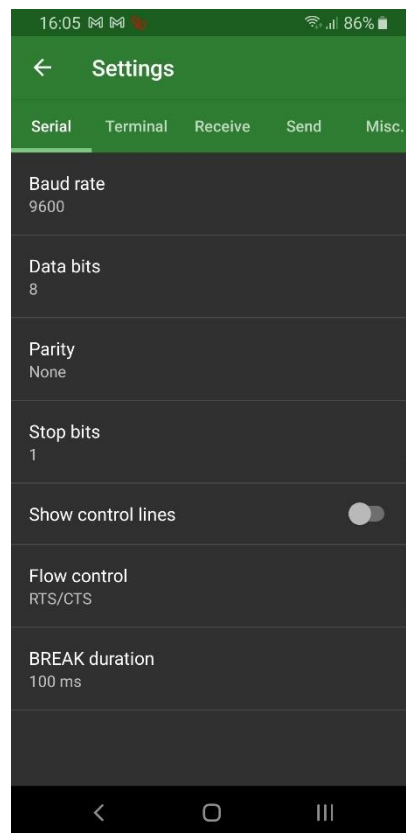 16:05 86%
Settings
Serial Terminal Receive Send Misc.
Baud rate
9600
Data bits
8
Parity
None
Stop bits
1
Show control lines
Flow control
RTS/CTS
BREAK duration
100 ms